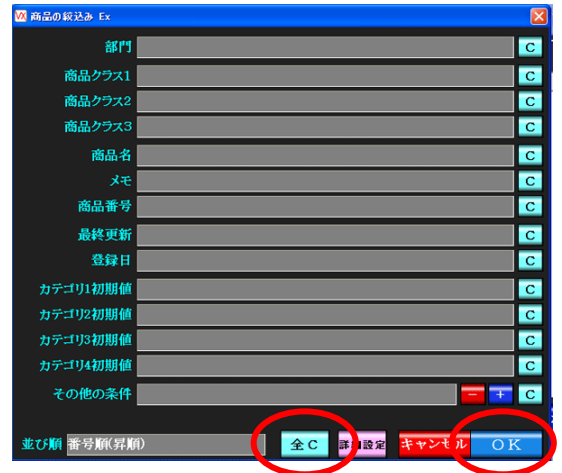 VX 商品の絞込み Ex
部門 C
商品クラス1 C
商品クラス2 C
商品クラス3 C
商品名 C
メモ C
商品番号 C
最終更新 C
登録日 C
カテゴリ1初期値 C
カテゴリ2初期値 C
カテゴリ3初期値 C
カテゴリ4初期値 C
その他の条件 － ＋ C
並び順 番号順(昇順) 全C 詳細設定 キャンセル OK